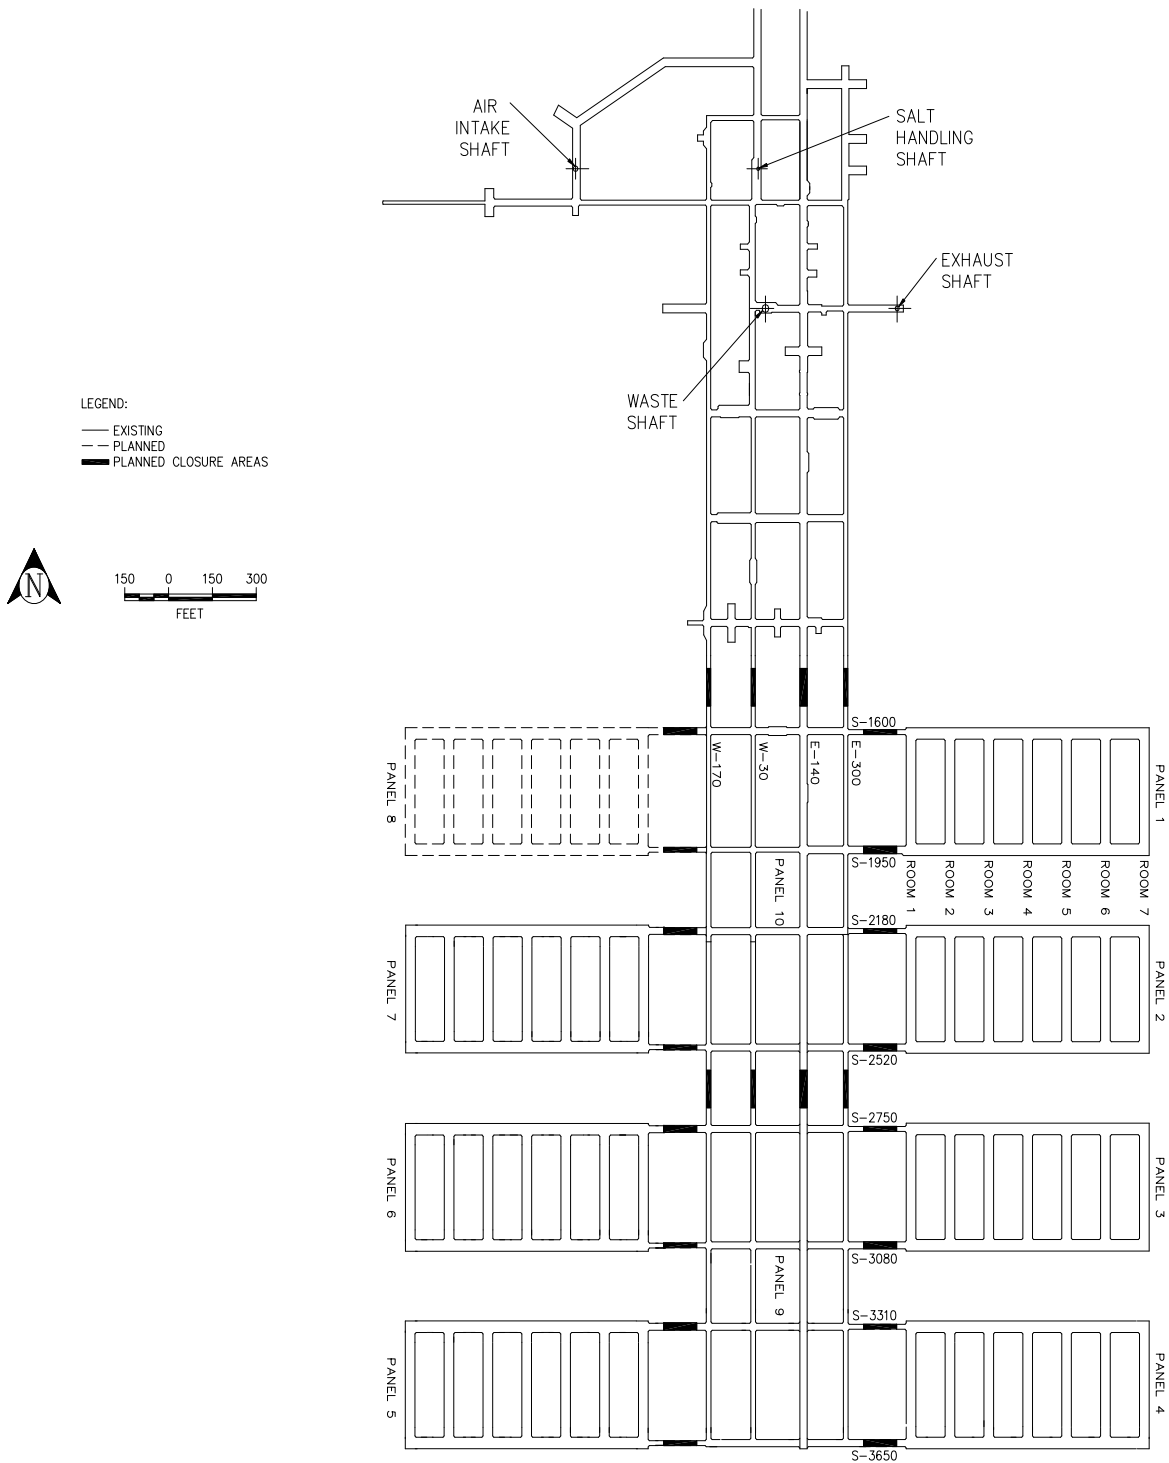 AIR
INTAKE
SHAFT
SALT
HANDLING
SHAFT
EXHAUST
SHAFT
WASTE
SHAFT
LEGEND:
EXISTING
PLANNED
PLANNED CLOSURE AREAS
N
150 0 150 300
FEET
S-1600
W-170
W-30
E-140
E-300
PANEL 8
PANEL 1
S-1950
PANEL 10
ROOM 1
ROOM 2
ROOM 3
ROOM 4
ROOM 5
ROOM 6
ROOM 7
S-2180
PANEL 7
PANEL 2
S-2520
S-2750
PANEL 6
PANEL 3
S-3080
PANEL 9
S-3310
PANEL 5
PANEL 4
S-3650